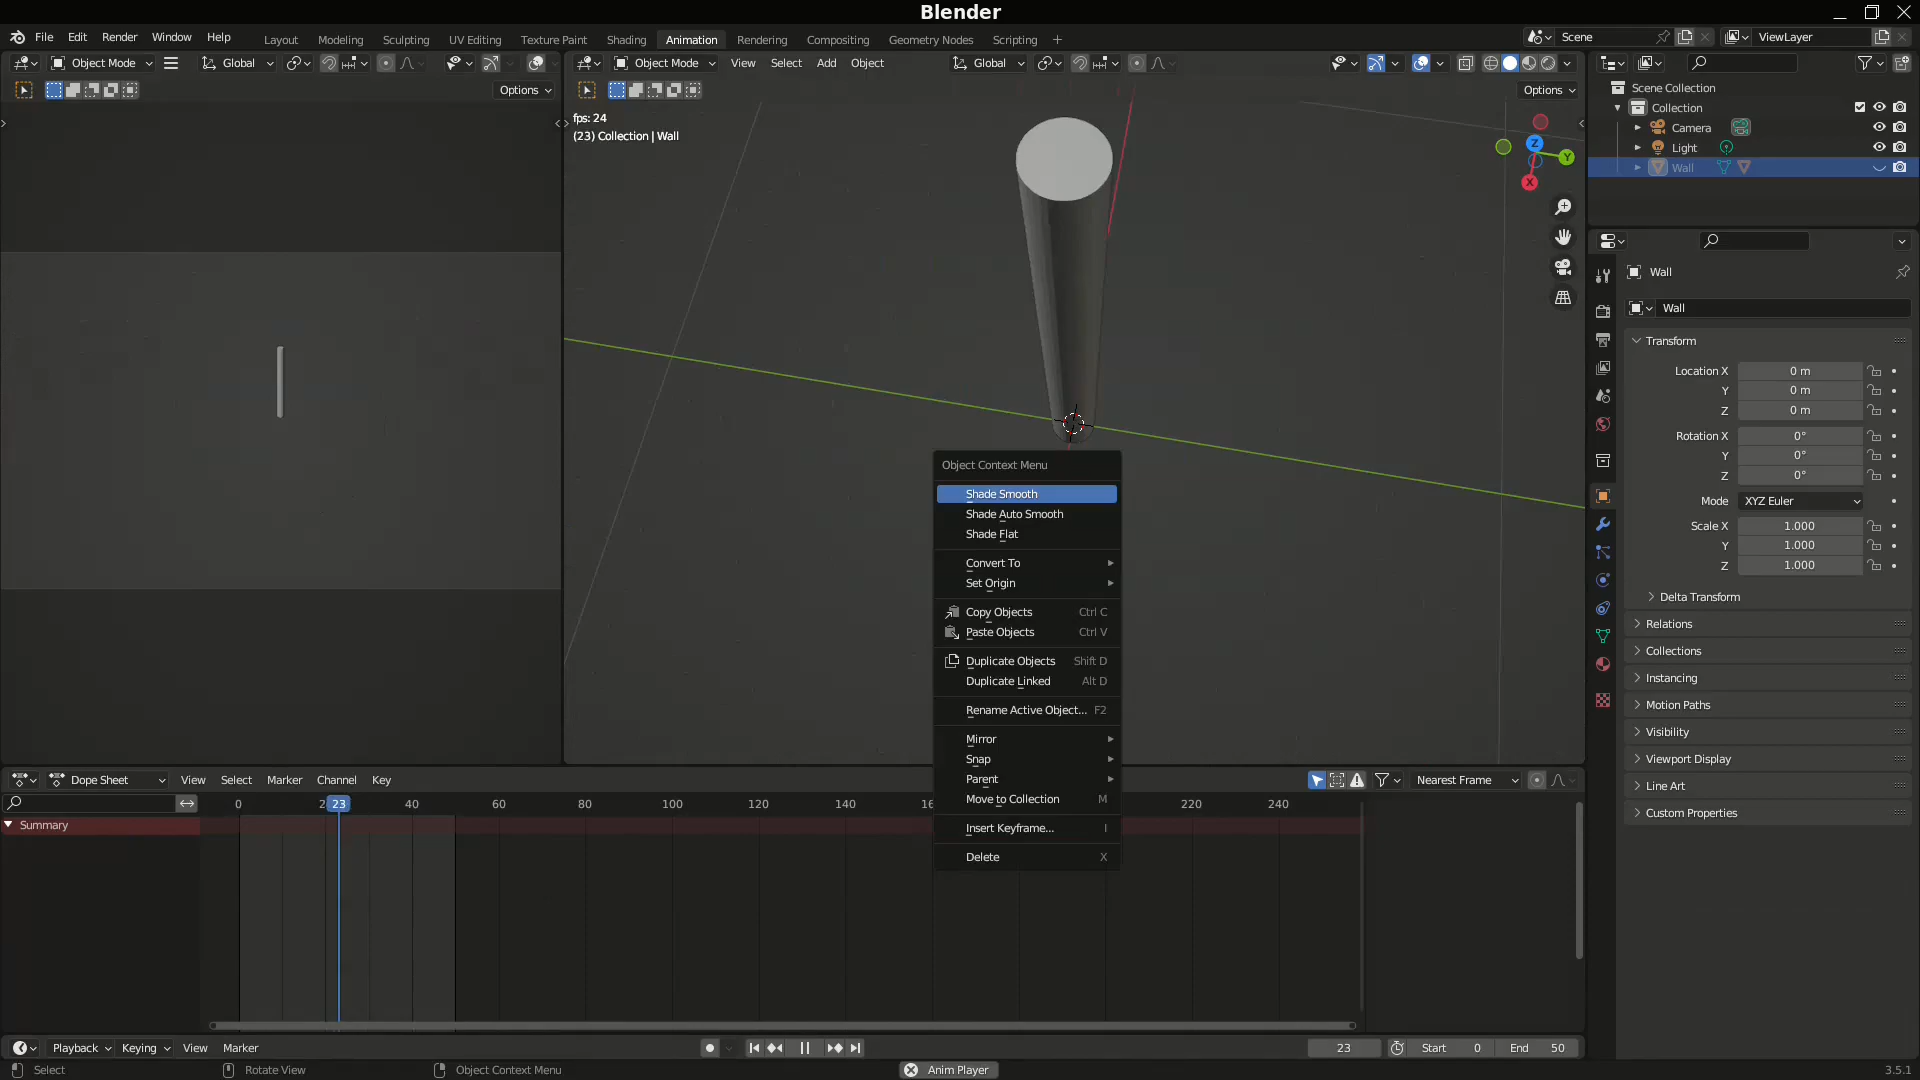 Blender
File Edit Render Window Help
Layout Modeling Sculpting UV Editing Texture Paint Shading Animation Rendering Compositing Geometry Nodes Scripting +
Scene
ViewLayer
Object Mode
Global
Object Mode View Select Add Object
Global
Options
Options
fps: 24
(23) Collection | Wall
Z
Y
X
Object Context Menu
Shade Smooth
Shade Auto Smooth
Shade Flat
Convert To
Set Origin
Copy Objects Ctrl C
Paste Objects Ctrl V
Duplicate Objects Shift D
Duplicate Linked Alt D
Rename Active Object... F2
Mirror
Snap
Parent
Move to Collection M
Insert Keyframe... I
Delete X
Scene Collection
Collection
Camera
Light
Wall
Wall
Wall
Transform
Location X 0 m
Y 0 m
Z 0 m
Rotation X 0°
Y 0°
Z 0°
Mode XYZ Euler
Scale X 1.000
Y 1.000
Z 1.000
Delta Transform
Relations
Collections
Instancing
Motion Paths
Visibility
Viewport Display
Line Art
Custom Properties
Dope Sheet View Select Marker Channel Key
Nearest Frame
0 2 23 40 60 80 100 120 140 16 220 240
Summary
Playback Keying View Marker
23 Start 0 End 50
Select Rotate View Object Context Menu
Anim Player
3.5.1